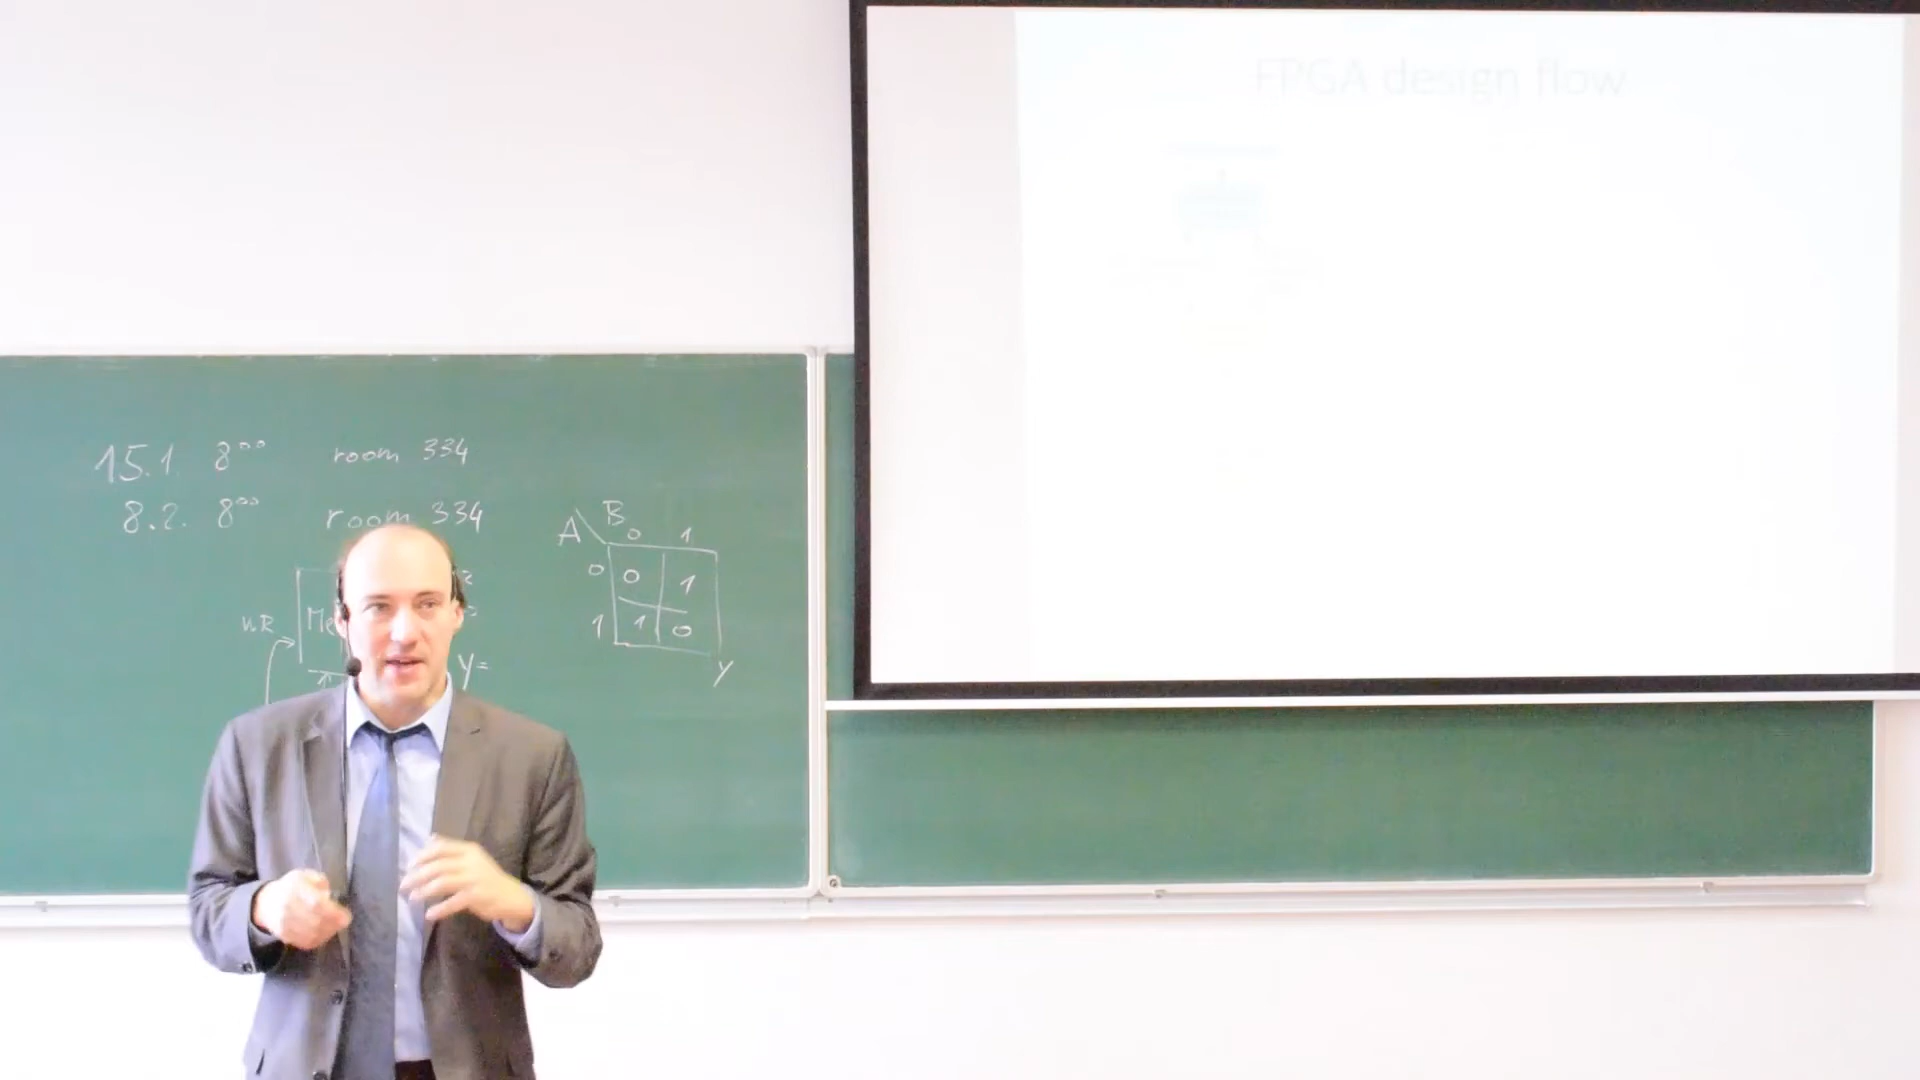 FPGA design flow
15.1. 8⁰⁰ room 334
8.2. 8⁰⁰ room 334
A B
0 1
0 0 1
1 1 0
Y
nR
Y=